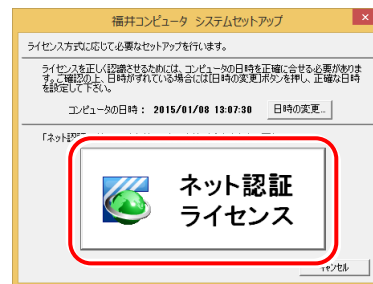 福井コンピュータ システムセットアップ
ライセンス方式に応じて必要なセットアップを行います。
ライセンスを正しく認識させるためには、コンピュータの日時を正確に合せる必要がありま
す。ご確認の上、日時がずれている場合には[日時の変更]ボタンを押し、正確な日時
を設定して下さい。
コンピュータの日時： 2015/01/08 13:07:30 日時の変更...
「ネット認
ネット認証
ライセンス
キャンセル